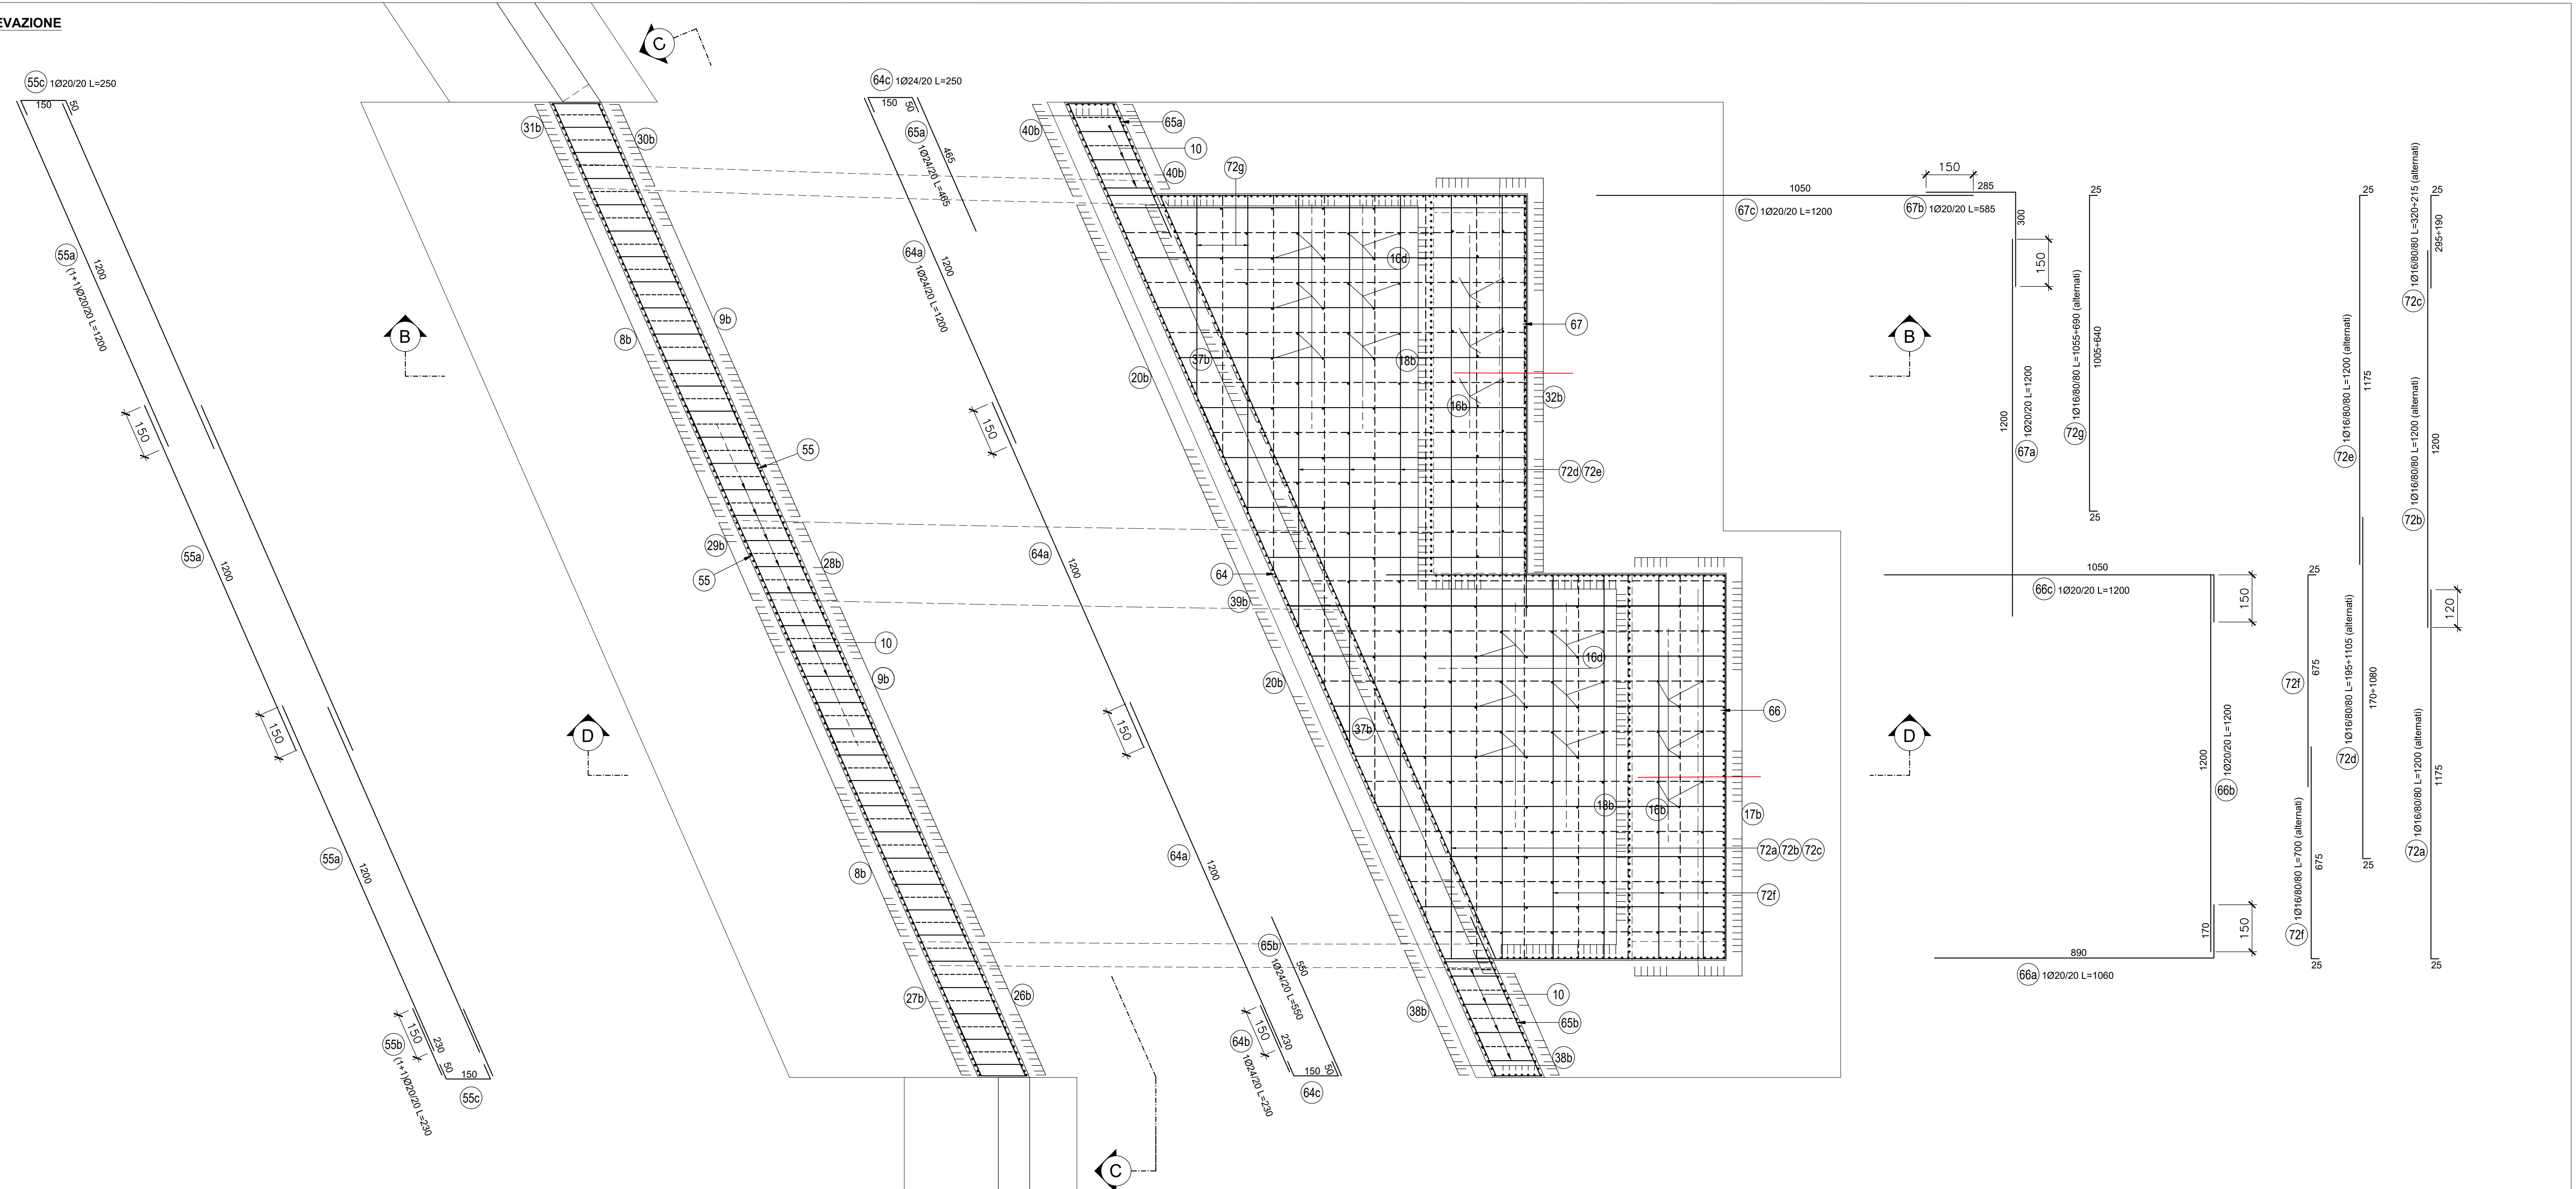 EVAZIONE
55c 1Ø20/20 L=250
150
50
55a
(1+1)Ø20/20 L=1200
1200
150
55a
1200
150
55a
1200
150
55b
(1+1)Ø20/20 L=230
230
50
150
55c
C
B
D
31b
30b
8b
9b
55
29b
55
28b
10
9b
8b
27b
26b
64c 1Ø24/20 L=250
150
50
65a
1Ø24/20 L=465
465
64a
1Ø24/20 L=1200
1200
150
64a
1200
150
64a
1200
65b
1Ø24/20 L=550
550
150
64b
1Ø24/20 L=230
230
150
50
64c
C
40b
65a
10
40b
72g
16d
67
37b
18b
20b
16b
32b
72d 72e
64
39b
16d
20b
66
37b
18b
16b
17b
72a 72b 72c
72f
38b
10
65b
38b
1050
67c 1Ø20/20 L=1200
150
285
67b 1Ø20/20 L=585
300
150
B
1200
67a 1Ø20/20 L=1200
25
72g 1Ø16/80/80 L=1055÷690 (alternati)
1005÷640
25
1050
66c 1Ø20/20 L=1200
150
D
1200
66b 1Ø20/20 L=1200
170
150
890
66a 1Ø20/20 L=1060
25
72f
675
72f 1Ø16/80/80 L=700 (alternati)
675
25
25
72e 1Ø16/80/80 L=1200 (alternati)
1175
72d 1Ø16/80/80 L=195÷1105 (alternati)
170÷1080
25
25
72c 1Ø16/80/80 L=320÷215 (alternati)
295÷190
72b 1Ø16/80/80 L=1200 (alternati)
1200
120
72a 1Ø16/80/80 L=1200 (alternati)
1175
25